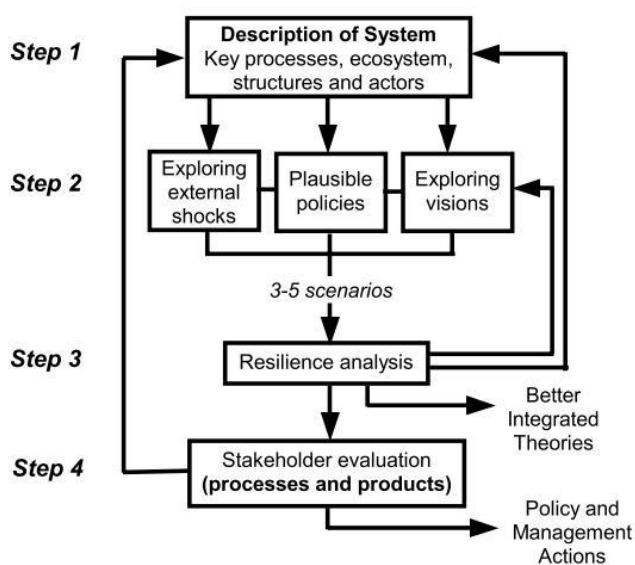 Step 1
Description of System
Key processes, ecosystem,
structures and actors
Step 2
Exploring
external
shocks
Plausible
policies
Exploring
visions
3-5 scenarios
Step 3
Resilience analysis
Better
Integrated
Theories
Step 4
Stakeholder evaluation
(processes and products)
Policy and
Management
Actions